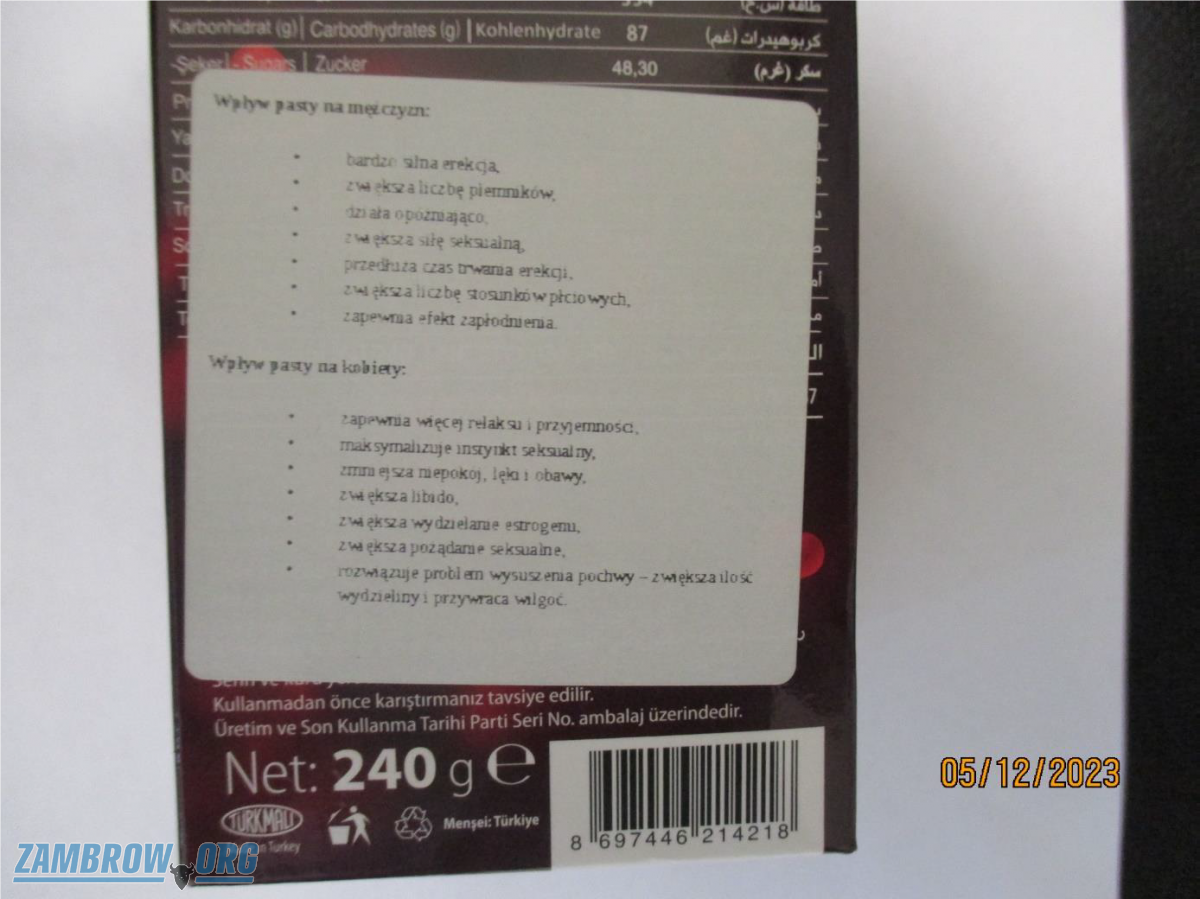 Karbonhidrat (g)| Carbodhydrates (g) | Kohlenhydrate 87 كربوهيدرات (غم)
-Şeker| - Sugars | Zucker 48,30 سكر (غرم)
Wpływ pasty na mężczyzn:
• bardzo silna erekcja,
• zwiększa liczbę plemników,
• działa opóźniająco,
• zwiększa siłę seksualną,
• przedłuża czas trwania erekcji,
• zwiększa liczbę stosunków płciowych,
• zapewnia efekt zapłodnienia.
Wpływ pasty na kobiety:
• zapewnia więcej relaksu i przyjemności,
• maksymalizuje instynkt seksualny,
• zmniejsza niepokój, lęki i obawy,
• zwiększa libido,
• zwiększa wydzielanie estrogenu,
• zwiększa pożądanie seksualne,
• rozwiązuje problem wysuszenia pochwy – zwiększa ilość
wydzieliny i przywraca wilgoć.
Kullanmadan önce karıştırmanız tavsiye edilir.
Üretim ve Son Kullanma Tarihi Parti Seri No. ambalaj üzerindedir.
Net: 240 g e
TÜRKMALI
Turkey
Menşei: Türkiye
8 697446 214218
05/12/2023
ZAMBROW.ORG